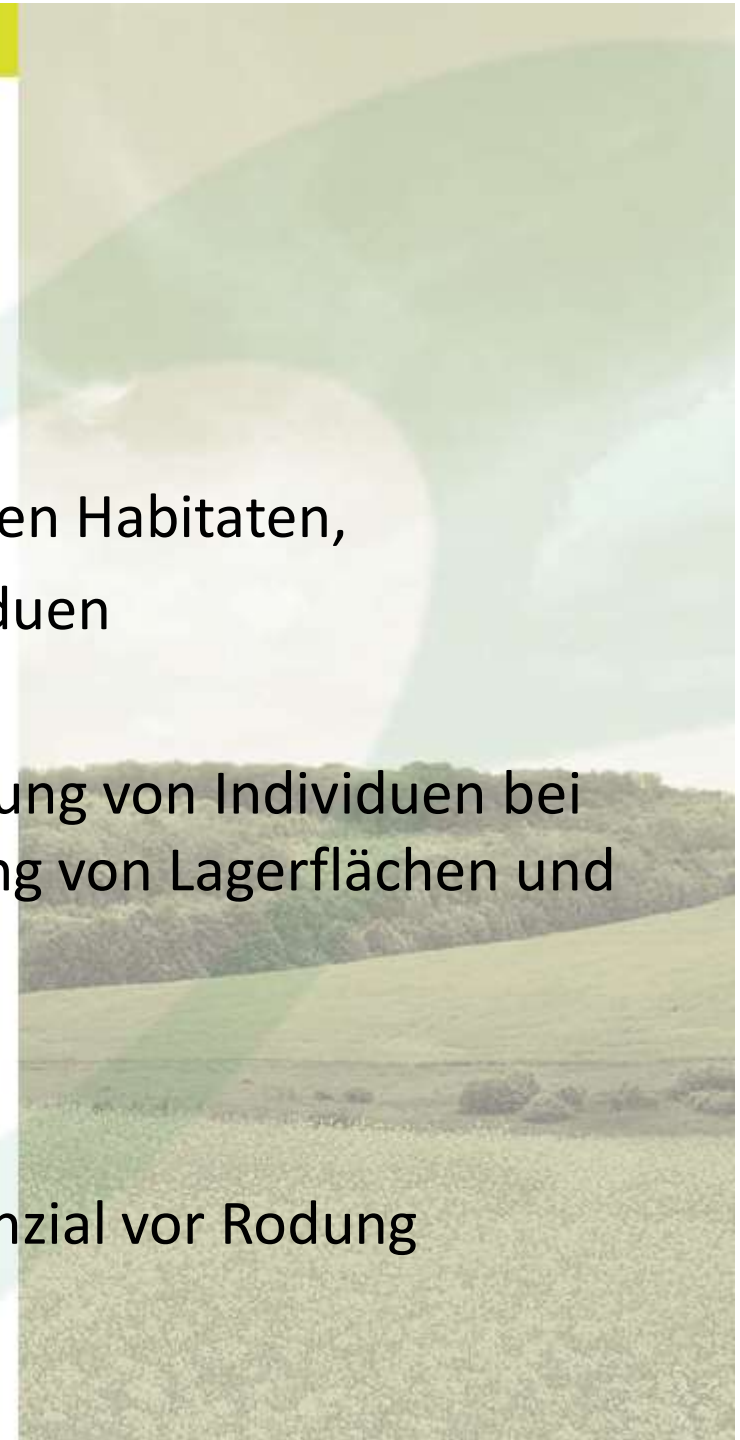 en Habitaten,
duen
ung von Individuen bei
ng von Lagerflächen und
nzial vor Rodung